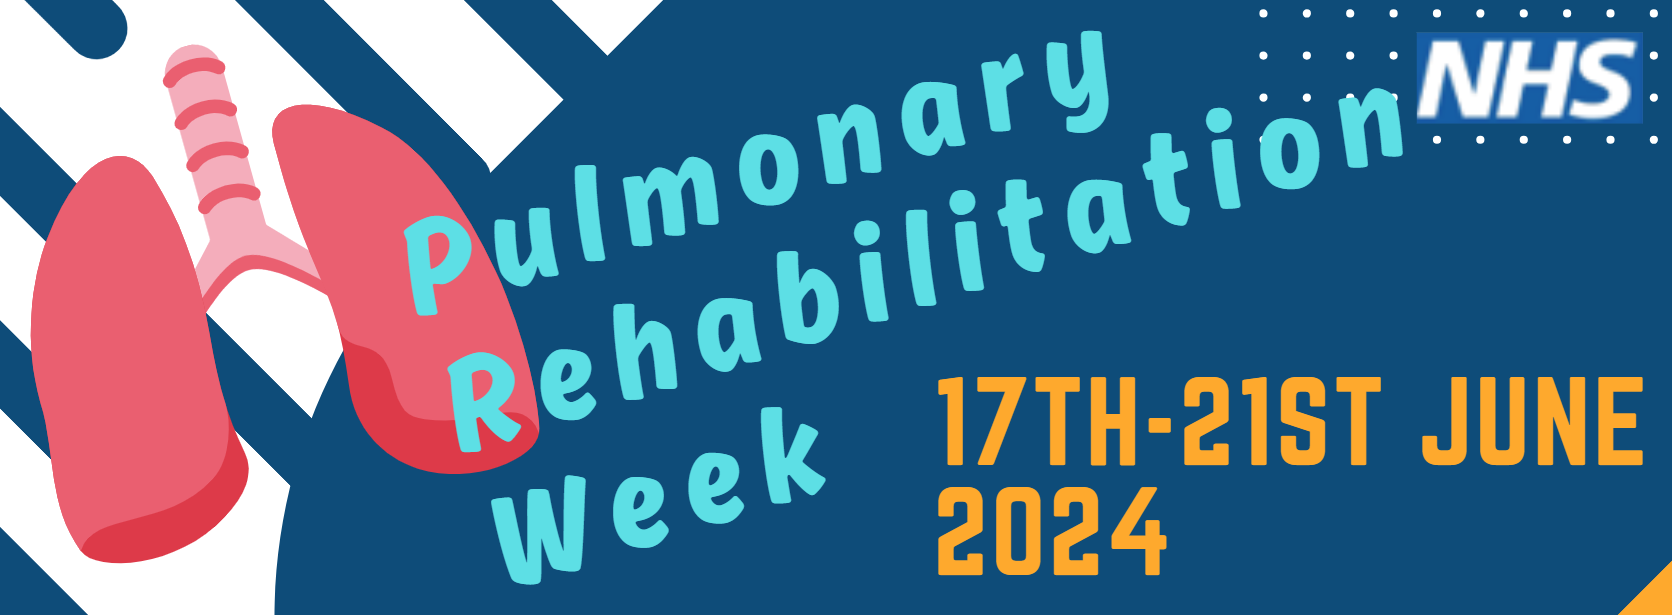 Pulmonary
Rehabilitation
Week
NHS
17TH-21ST JUNE
2024